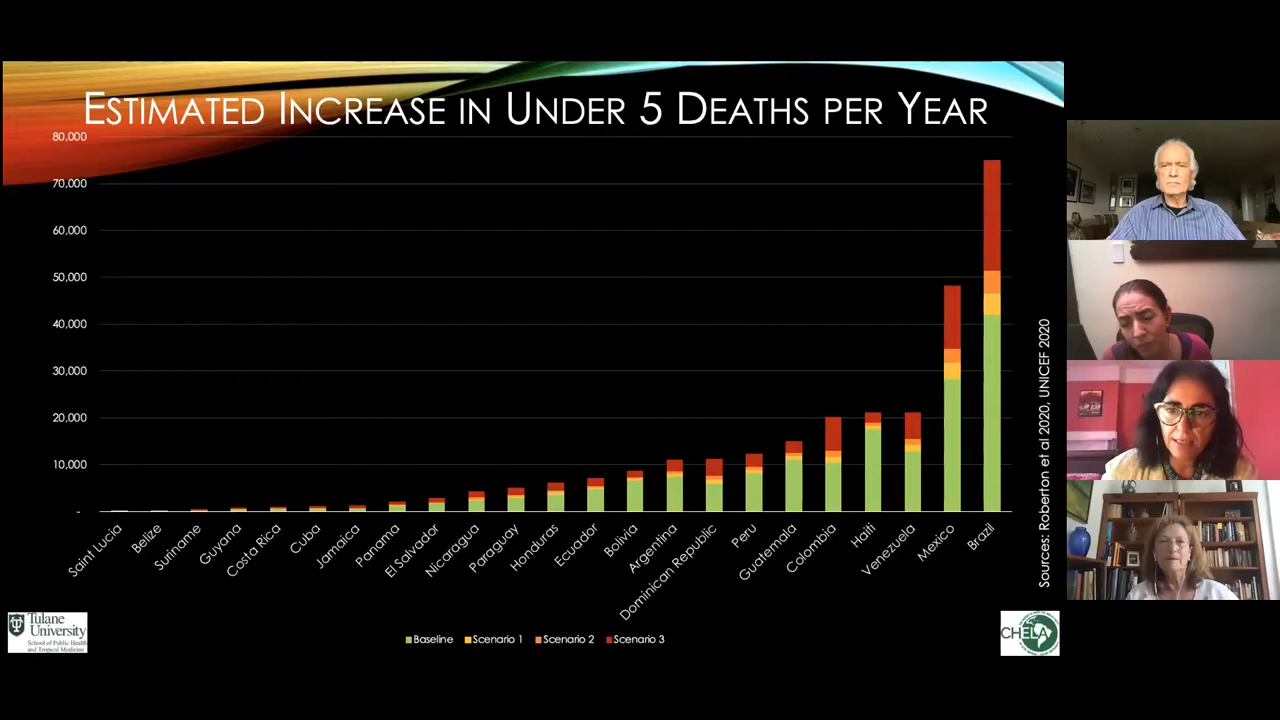 ESTIMATED INCREASE IN UNDER 5 DEATHS PER YEAR
80,000
70,000
60,000
50,000
40,000
30,000
20,000
10,000
-
Saint Lucia
Belize
Suriname
Guyana
Costa Rica
Cuba
Jamaica
Panama
El Salvador
Nicaragua
Paraguay
Honduras
Ecuador
Bolivia
Argentina
Dominican Republic
Peru
Guatemala
Colombia
Haiti
Venezuela
Mexico
Brazil
Sources: Roberton et al 2020, UNICEF 2020
Baseline Scenario 1 Scenario 2 Scenario 3
Tulane
University
School of Public Health
and Tropical Medicine
CHELA